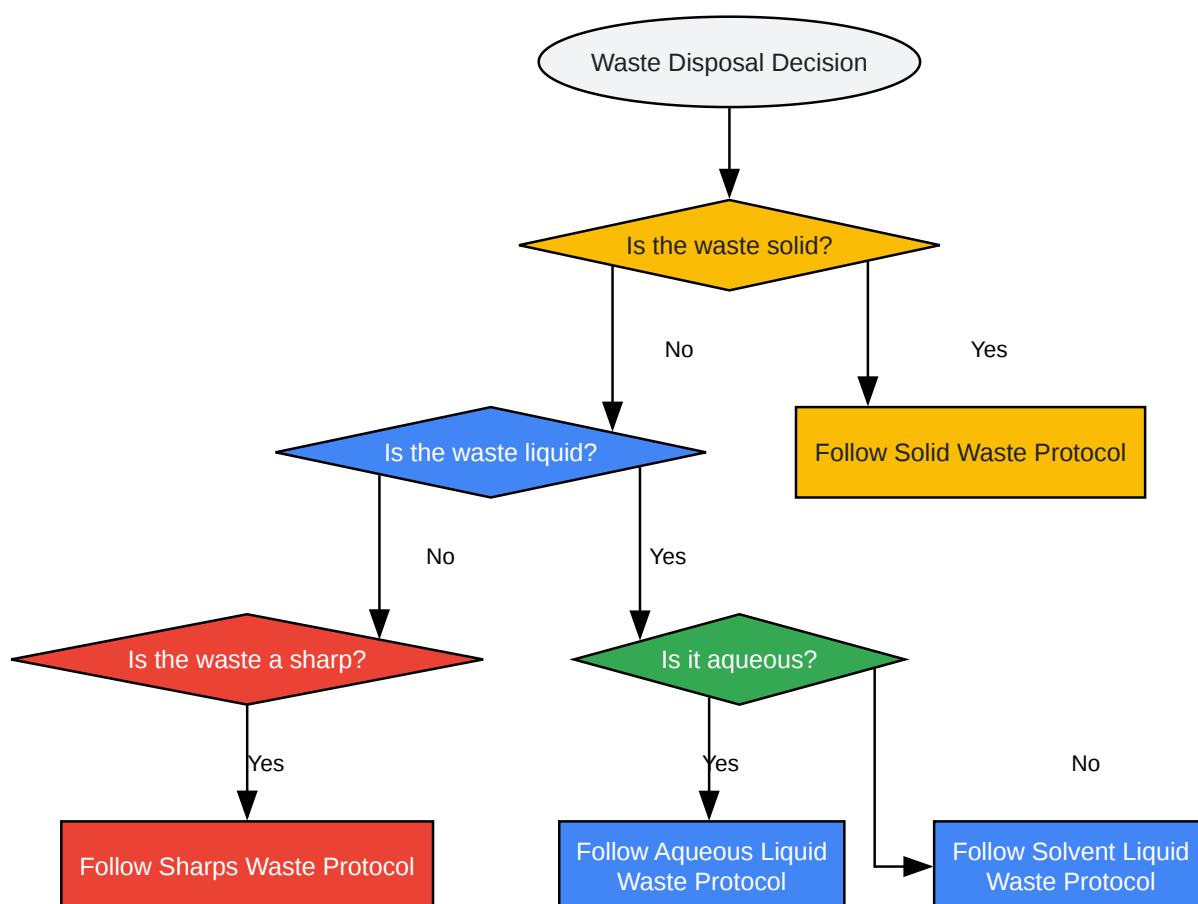 Waste Disposal Decision
Is the waste solid?
No
Yes
Is the waste liquid?
Follow Solid Waste Protocol
No
Yes
Is the waste a sharp?
Is it aqueous?
Yes
Yes
No
Follow Sharps Waste Protocol
Follow Aqueous Liquid
Waste Protocol
Follow Solvent Liquid
Waste Protocol